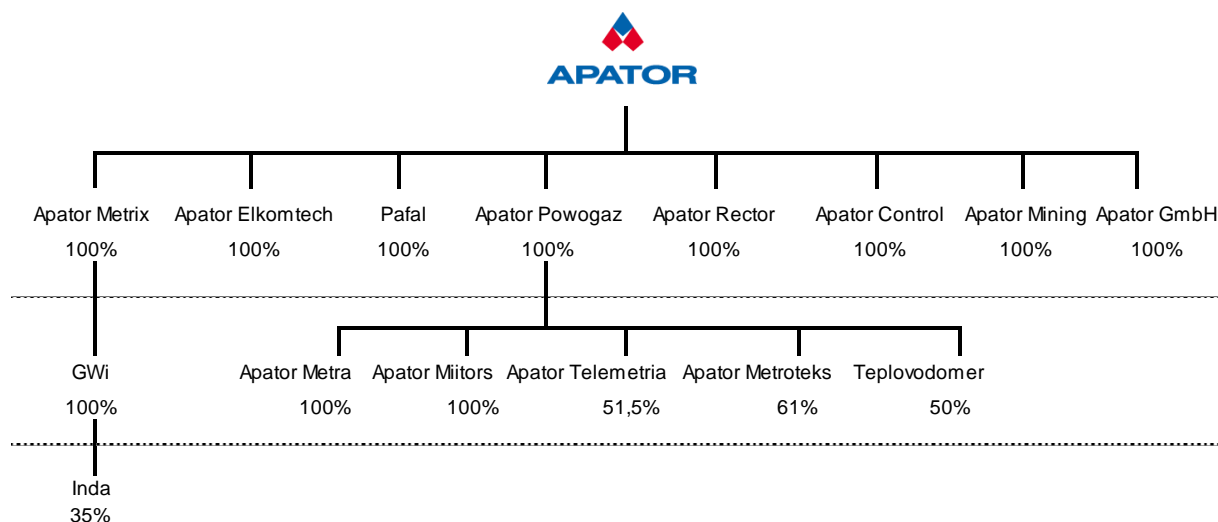 APATOR
Apator Metrix Apator Elkomtech Pafal Apator Powogaz Apator Rector Apator Control Apator Mining Apator GmbH
100% 100% 100% 100% 100% 100% 100% 100%
GWi Apator Metra Apator Miitors Apator Telemetria Apator Metroteks Teplovodomer
100% 100% 100% 51,5% 61% 50%
Inda
35%